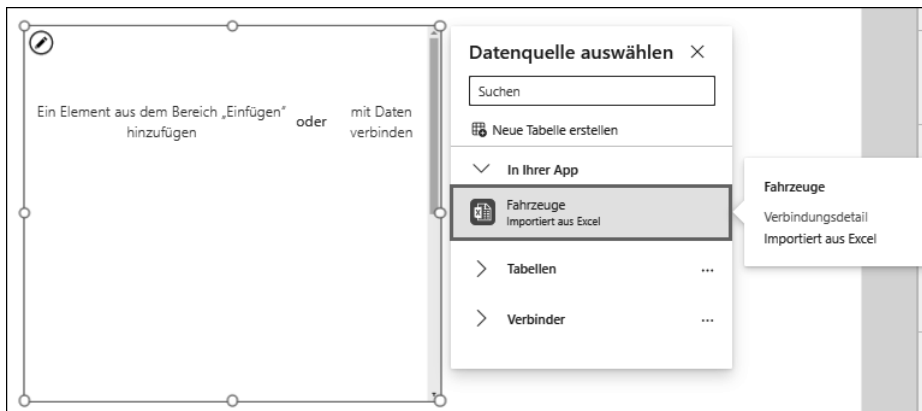 Ein Element aus dem Bereich „Einfügen“
hinzufügen
oder
mit Daten
verbinden
Datenquelle auswählen
Suchen
Neue Tabelle erstellen
In Ihrer App
Fahrzeuge
Importiert aus Excel
Tabellen
Verbinder
Fahrzeuge
Verbindungsdetail
Importiert aus Excel